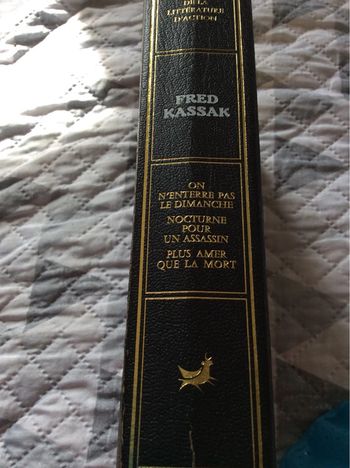 DE LA
LITTÉRATURE
D'ACTION
FRED
KASSAK
ON
N'ENTERRE PAS
LE DIMANCHE
NOCTURNE
POUR
UN ASSASSIN
PLUS AMER
QUE LA MORT